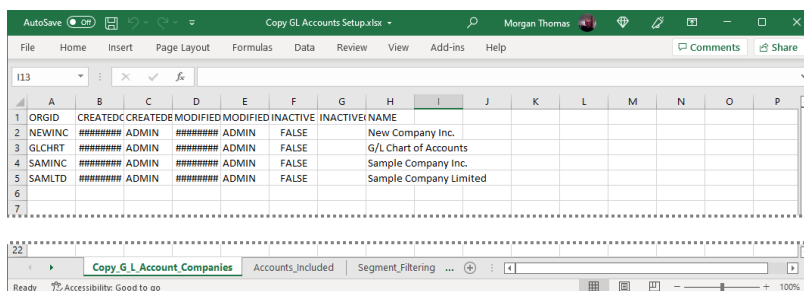 AutoSave Off Copy GL Accounts Setup.xlsx Morgan Thomas
File Home Insert Page Layout Formulas Data Review View Add-ins Help Comments Share
I13 fx
A B C D E F G H I J K L M N O P
1 ORGID CREATEDO CREATEDB MODIFIED MODIFIED INACTIVE INACTIVE NAME
2 NEWINC ######## ADMIN ######## ADMIN FALSE New Company Inc.
3 GLCHRT ######## ADMIN ######## ADMIN FALSE G/L Chart of Accounts
4 SAMINC ######## ADMIN ######## ADMIN FALSE Sample Company Inc.
5 SAMLTD ######## ADMIN ######## ADMIN FALSE Sample Company Limited
6
7
22
Copy_G_L_Account_Companies Accounts_Included Segment_Filtering ...
Ready Accessibility: Good to go 100%